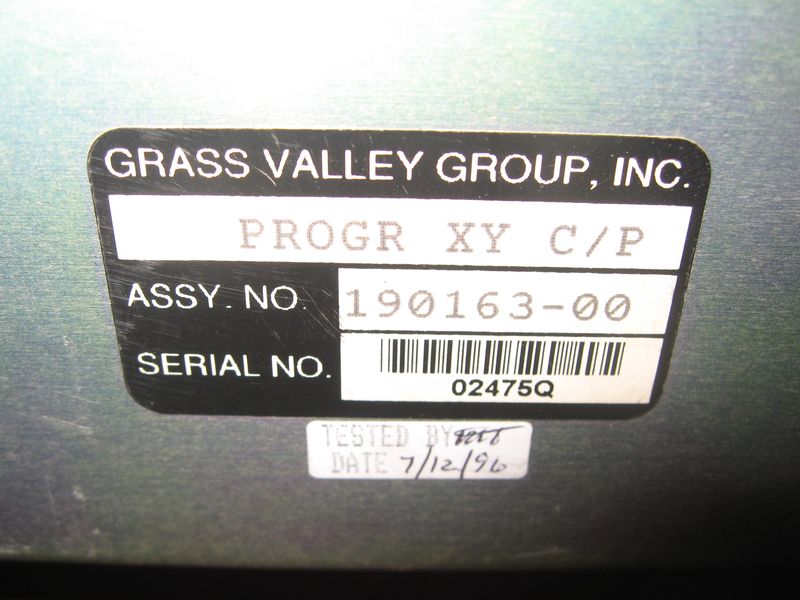 GRASS VALLEY GROUP, INC.
PROGR XY C/P
ASSY. NO. 190163-00
SERIAL NO.
02475Q
TESTED BY
DATE 7/12/96